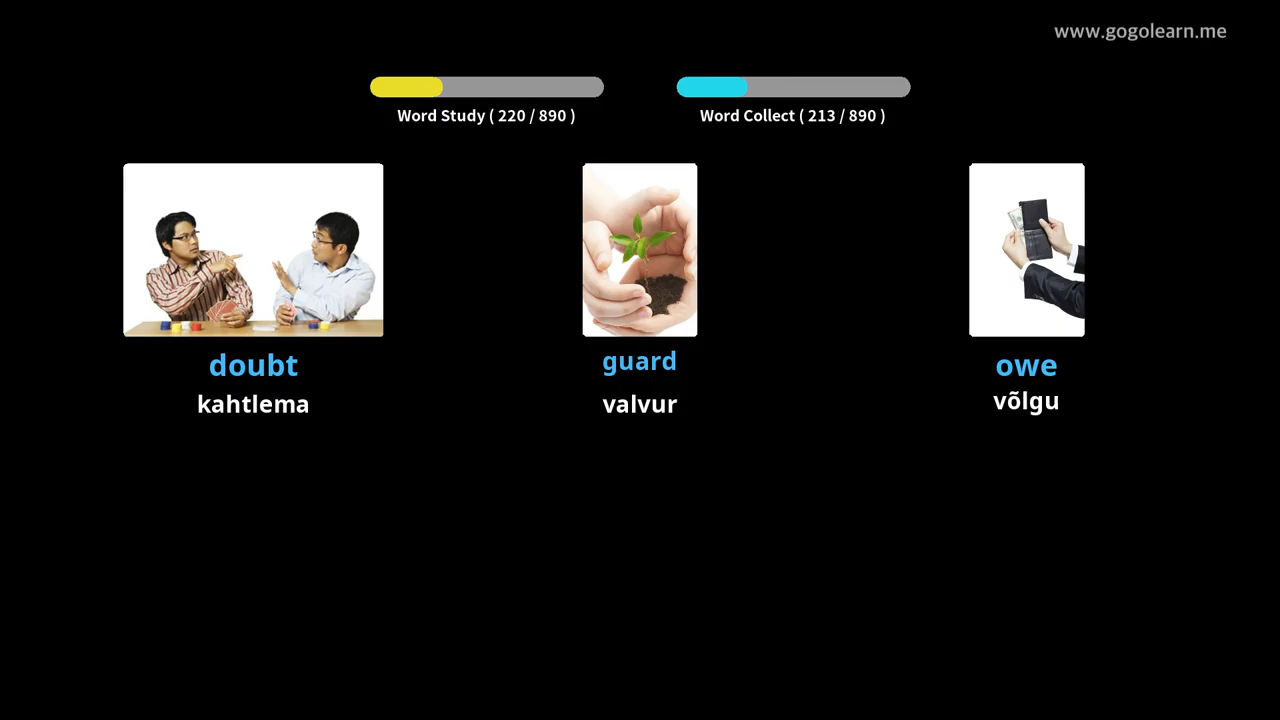 www.gogolearn.me
Word Study ( 220 / 890 )
Word Collect ( 213 / 890 )
doubt
kahtlema
guard
valvur
owe
võlgu